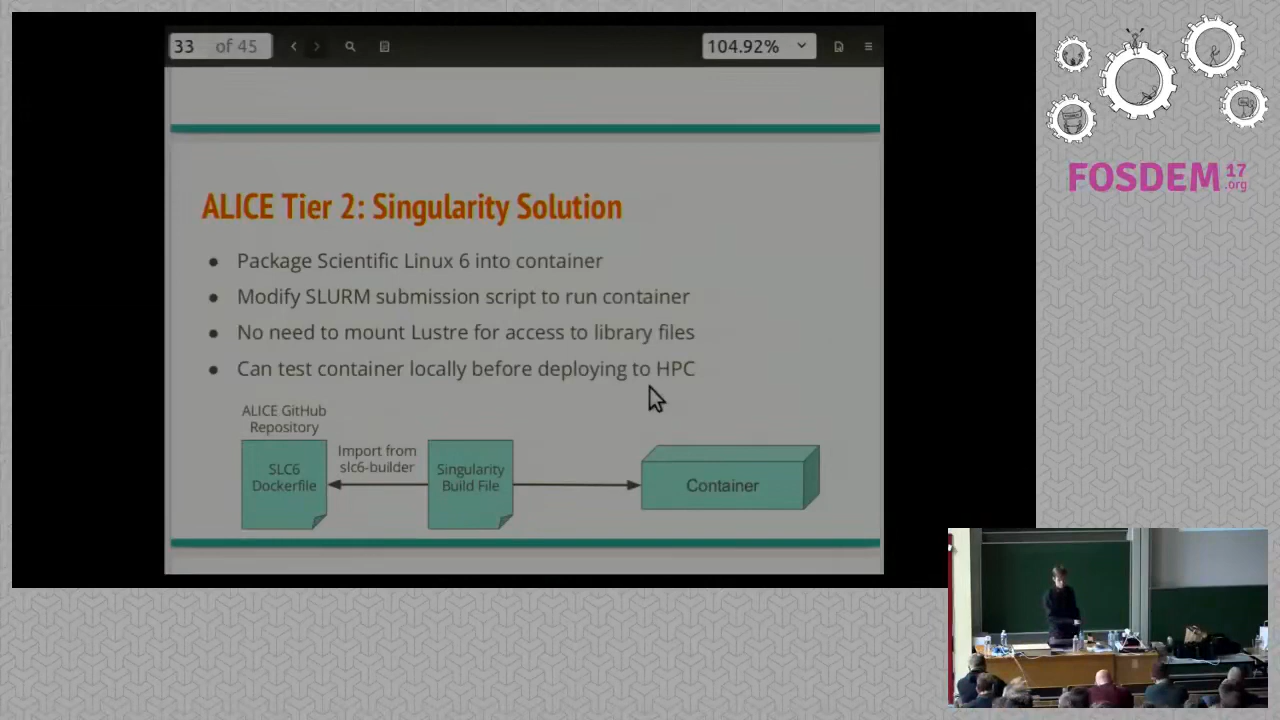 33 of 45
104.92%
ALICE Tier 2: Singularity Solution
● Package Scientific Linux 6 into container
● Modify SLURM submission script to run container
● No need to mount Lustre for access to library files
● Can test container locally before deploying to HPC
ALICE GitHub
Repository
SLC6
Dockerfile
Import from
slc6-builder
Singularity
Build File
Container
FOSDEM 17
.org